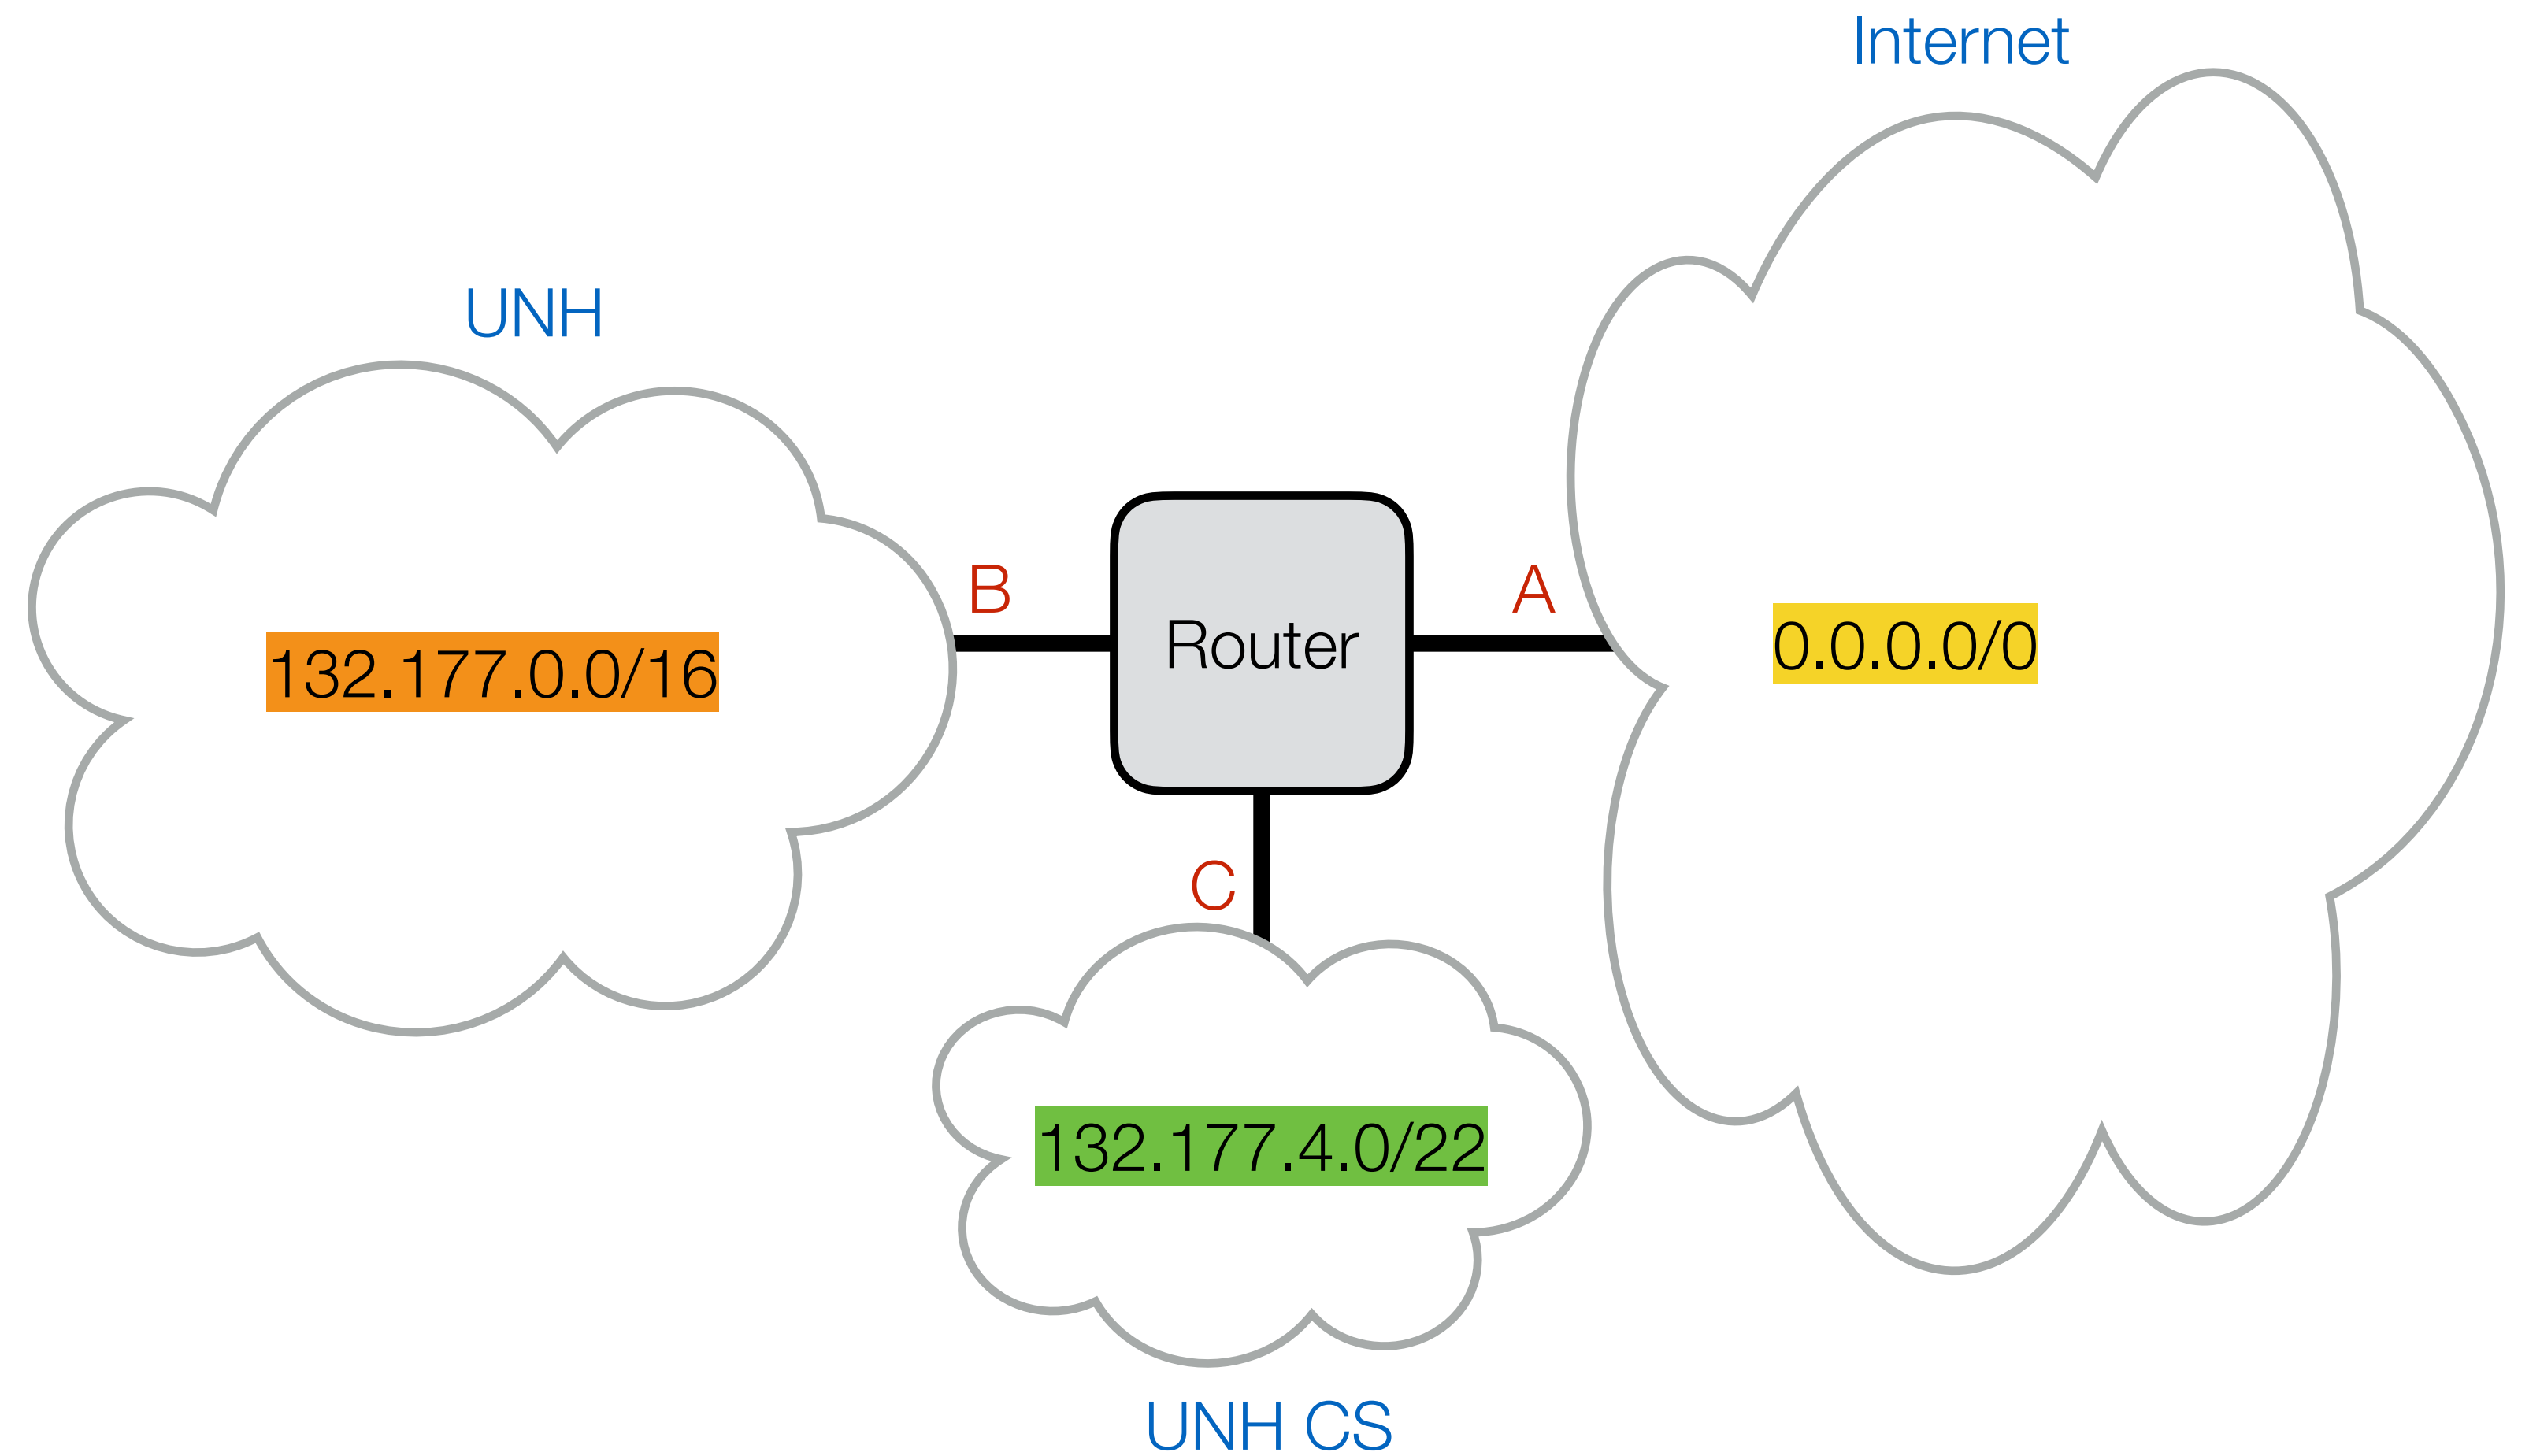 Internet
UNH
B
A
Router
132.177.0.0/16
0.0.0.0/0
C
132.177.4.0/22
UNH CS